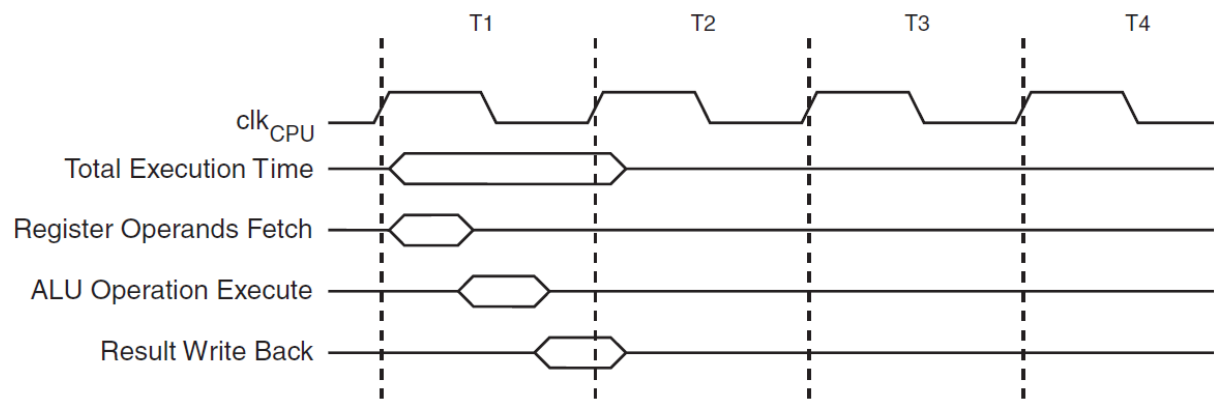 T1 T2 T3 T4
clkCPU
Total Execution Time
Register Operands Fetch
ALU Operation Execute
Result Write Back